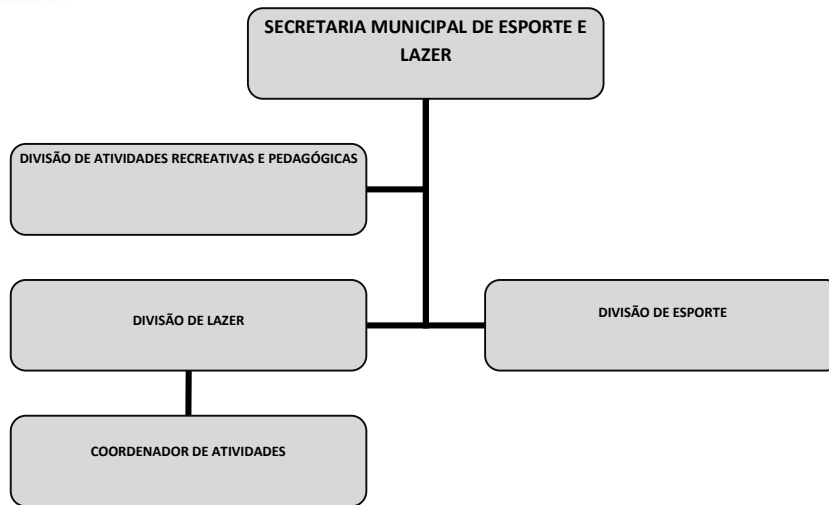 SECRETARIA MUNICIPAL DE ESPORTE E
LAZER
DIVISÃO DE ATIVIDADES RECREATIVAS E PEDAGÓGICAS
DIVISÃO DE LAZER
DIVISÃO DE ESPORTE
COORDENADOR DE ATIVIDADES